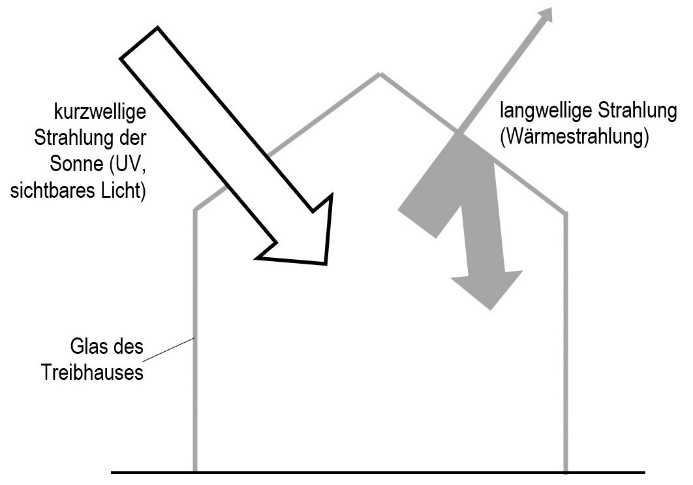 kurzwellige
Strahlung der
Sonne (UV,
sichtbares Licht)
langwellige Strahlung
(Wärmestrahlung)
Glas des
Treibhauses